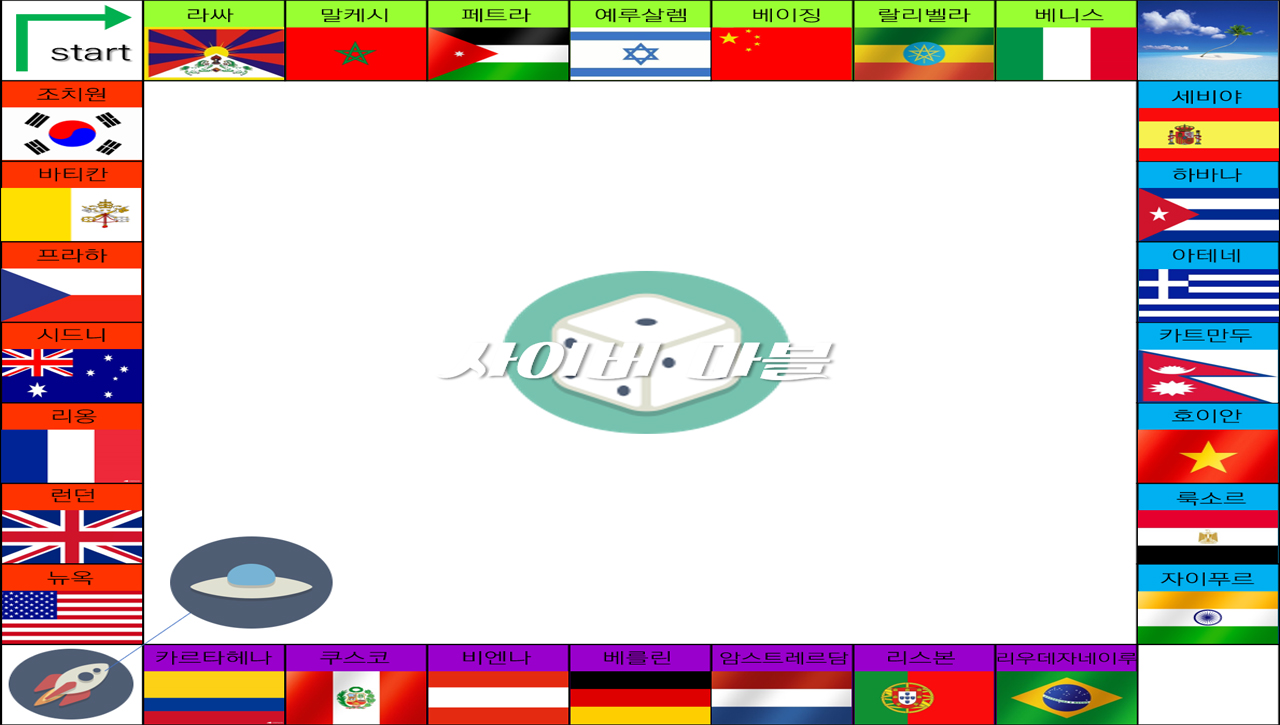 start
라싸
말케시
페트라
예루살렘
베이징
랄리벨라
베니스
조치원
세비야
바티칸
하바나
프라하
아테네
시드니
카트만두
사이버 마블
리옹
호이안
런던
룩소르
뉴옥
자이푸르
카르타헤나
쿠스코
비엔나
베를린
암스트레르담
리스본
리우데자네이루